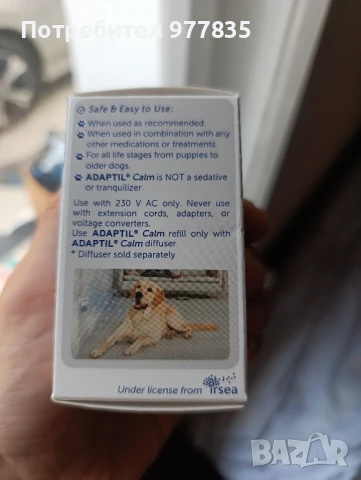 Потребител 977835
Safe & Easy to Use:
When used as recommended.
When used in combination with any
other medications or treatments.
For all life stages from puppies to
older dogs.
ADAPTIL® Calm is NOT a sedative
or tranquilizer.
Use with 230 V AC only. Never use
with extension cords, adapters, or
voltage converters.
Use ADAPTIL® Calm refill only with
ADAPTIL® Calm diffuser.
* Diffuser sold separately
Under license from irsea
BAZAR
bg